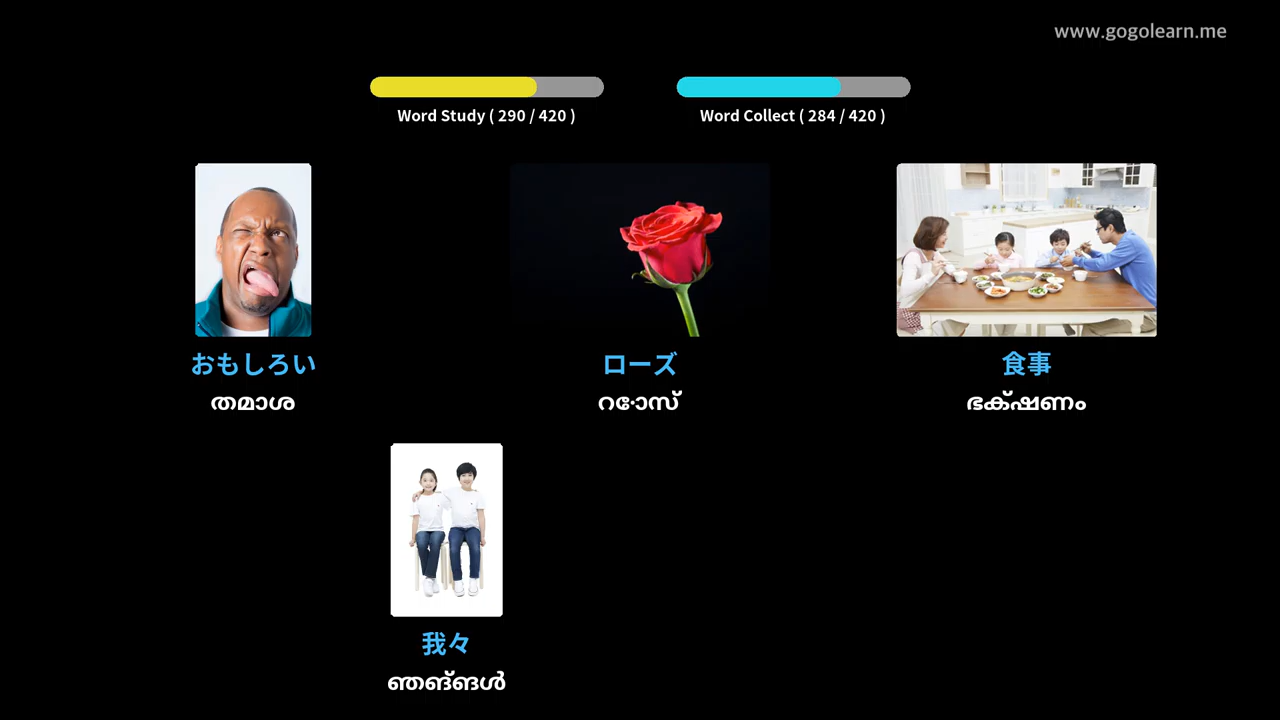 www.gogolearn.me
Word Study ( 290 / 420 )
Word Collect ( 284 / 420 )
おもしろい
ローズ
食事
തമാശ
റോസ്
ഭക്ഷണം
我々
ഞങ്ങൾ